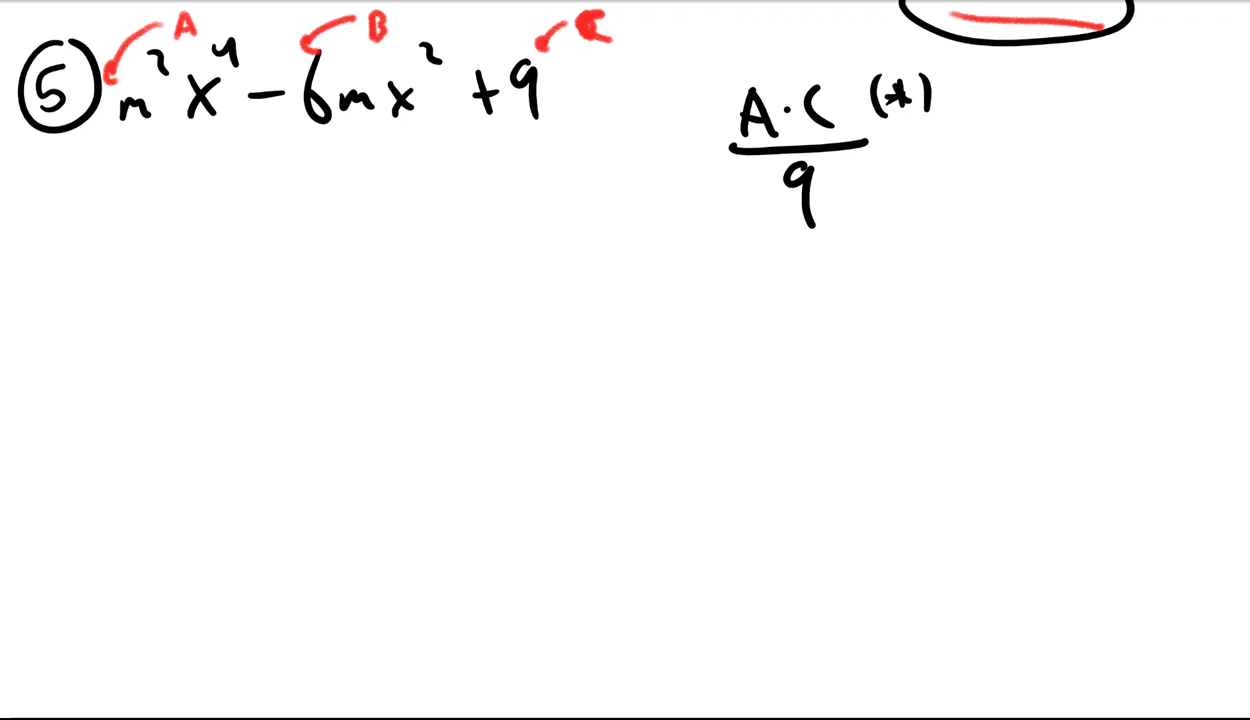 A B C
⑤ m²x⁴ - 6mx² + 9
A·C (*)
9